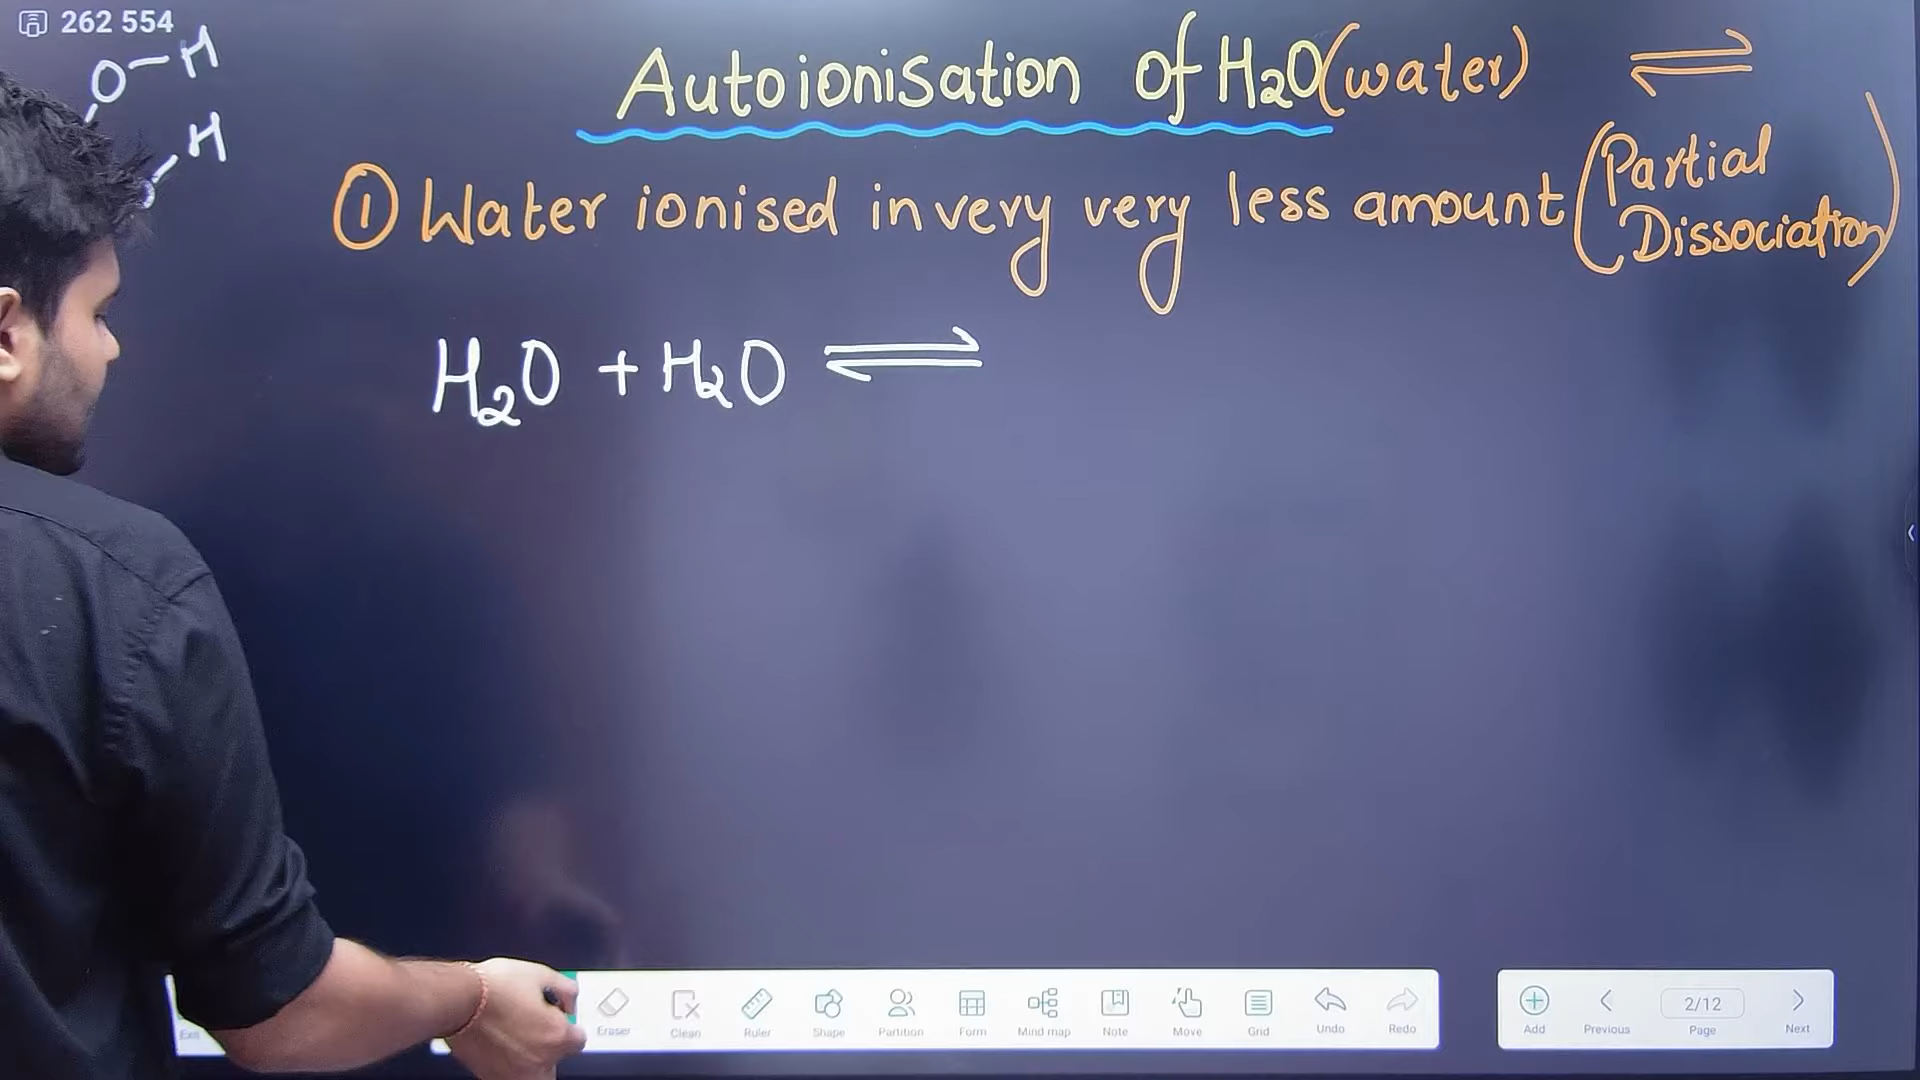 262 554
O-H
H
Autoionisation of H2O (water) ⇌
① Water ionised in very very less amount (Partial Dissociation)
H₂O + H₂O ⇌
Exit
Eraser Clean Ruler Shape Partition Form Mind map Note Move Grid Undo Redo
Add Previous 2/12 Page Next